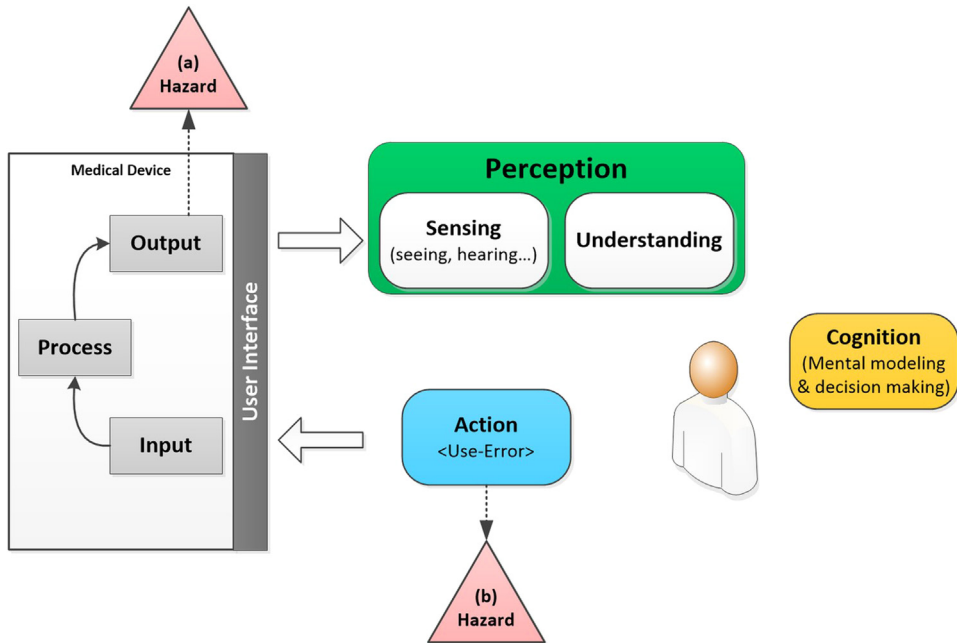 (a)
Hazard
Medical Device
Output
Process
Input
User Interface
Perception
Sensing
(seeing, hearing...)
Understanding
Cognition
(Mental modeling
& decision making)
Action
<Use-Error>
(b)
Hazard